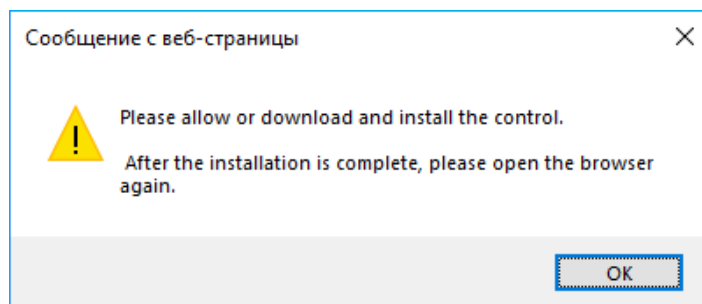 Сообщение с веб-страницы
Please allow or download and install the control.
After the installation is complete, please open the browser
again.
OK